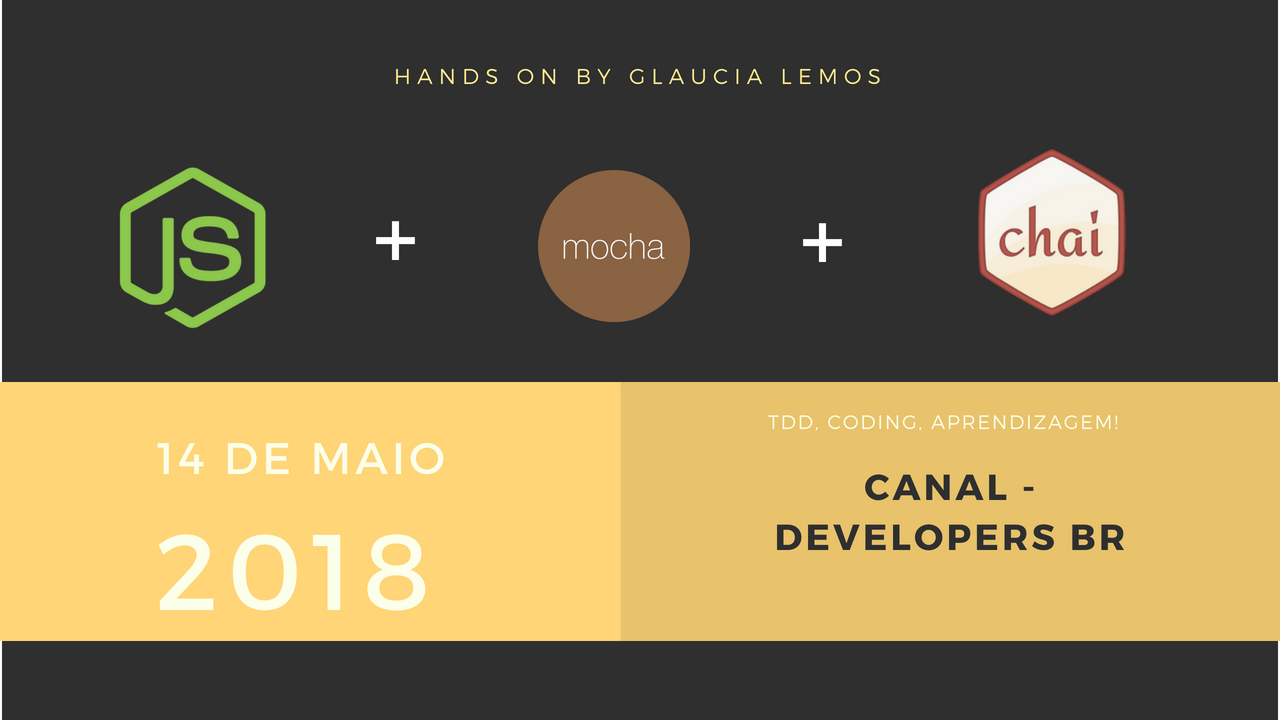 HANDS ON BY GLAUCIA LEMOS
JS
+
mocha
+
chai
14 DE MAIO
2018
TDD, CODING, APRENDIZAGEM!
CANAL -
DEVELOPERS BR